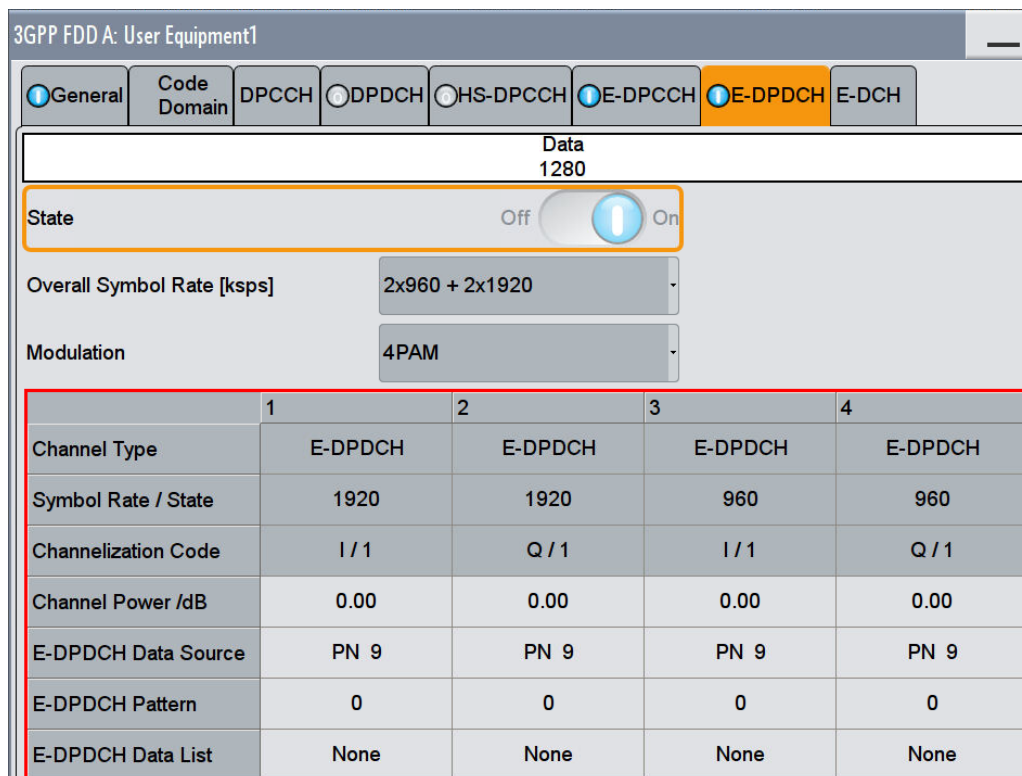 3GPP FDD A: User Equipment1
General Code Domain DPCCH DPDCH HS-DPCCH E-DPCCH E-DPDCH E-DCH
Data
1280
State Off On
Overall Symbol Rate [ksps] 2x960 + 2x1920
Modulation 4PAM
1 2 3 4
Channel Type E-DPDCH E-DPDCH E-DPDCH E-DPDCH
Symbol Rate / State 1920 1920 960 960
Channelization Code I / 1 Q / 1 I / 1 Q / 1
Channel Power /dB 0.00 0.00 0.00 0.00
E-DPDCH Data Source PN 9 PN 9 PN 9 PN 9
E-DPDCH Pattern 0 0 0 0
E-DPDCH Data List None None None None